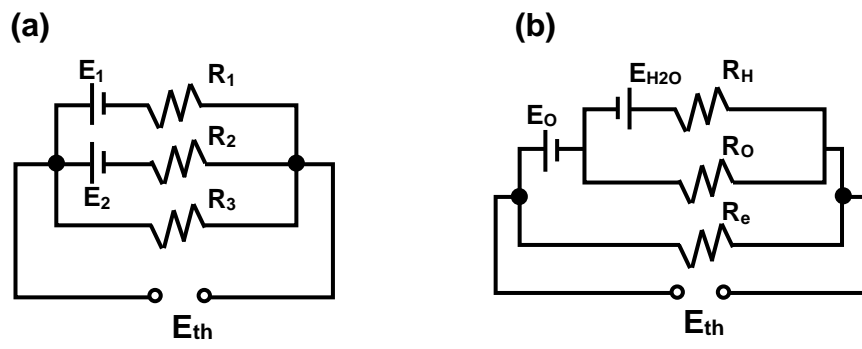 (a)
E₁
R₁
R₂
E₂
R₃
Eth
(b)
EH2O
RH
EO
RO
Re
Eth